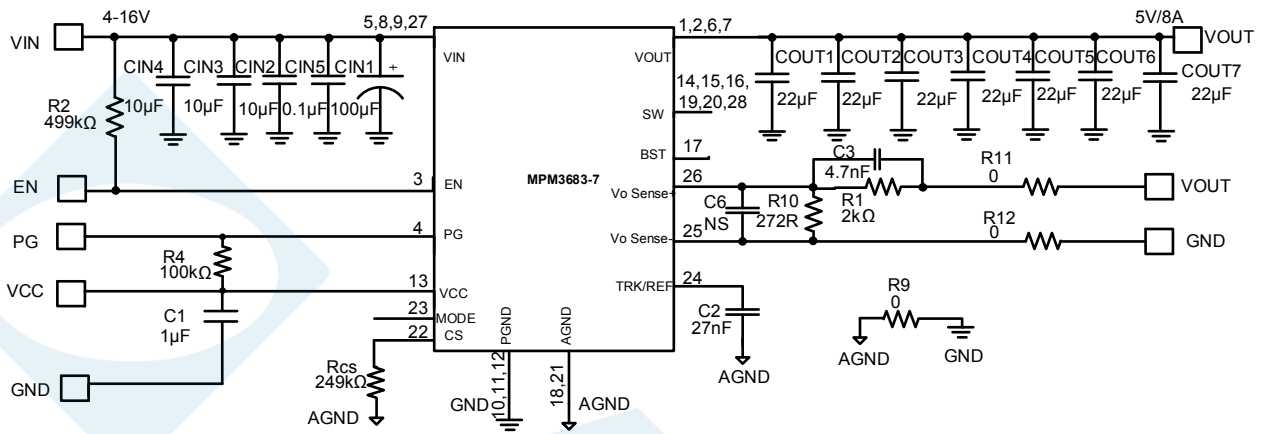 4-16V
5,8,9,27
1,2,6,7
5V/8A
VIN
VOUT
VIN
VOUT
CIN4
CIN3
CIN2
CIN5
CIN1
+
COUT1
COUT2
COUT3
COUT4
COUT5
COUT6
COUT7
10µF
10µF
10µF
0.1µF
100µF
22µF
22µF
22µF
22µF
22µF
22µF
22µF
R2
499kΩ
14,15,16,
19,20,28
SW
17
BST
MPM3683-7
EN
3
EN
26
Vo Sense+
C3
4.7nF
R1
2kΩ
R11
0
VOUT
C6
NS
R10
272R
PG
4
PG
25
Vo Sense-
R12
0
GND
R4
100kΩ
VCC
13
VCC
24
TRK/REF
C1
1µF
23
MODE
22
CS
C2
27nF
R9
0
AGND
GND
AGND
Rcs
249kΩ
AGND
GND
PGND
10,11,12
GND
AGND
18,21
AGND